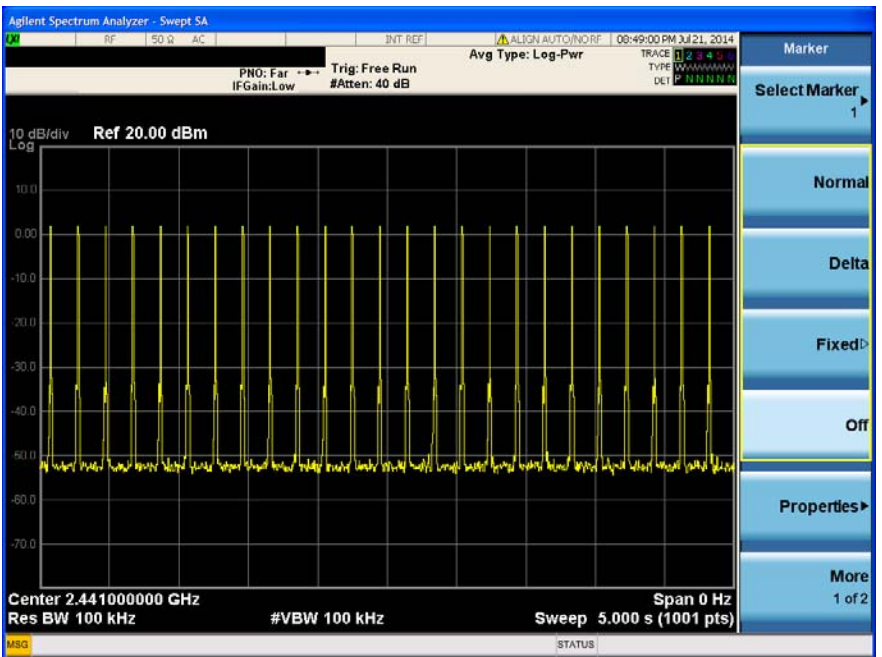 Agilent Spectrum Analyzer - Swept SA
RF 50 Ω AC INT REF ALIGN AUTO/NO RF 08:49:00 PM Jul 21, 2014
PNO: Far
IFGain:Low
Trig: Free Run
#Atten: 40 dB
Avg Type: Log-Pwr
TRACE 1 2 3 4 5 6
TYPE WWWWWW
DET P N N N N N
10 dB/div
Log
Ref 20.00 dBm
10.0
0.00
-10.0
-20.0
-30.0
-40.0
-50.0
-60.0
-70.0
Center 2.441000000 GHz
Res BW 100 kHz
#VBW 100 kHz
Span 0 Hz
Sweep 5.000 s (1001 pts)
MSG
STATUS
Marker
Select Marker
1
Normal
Delta
Fixed
Off
Properties
More
1 of 2